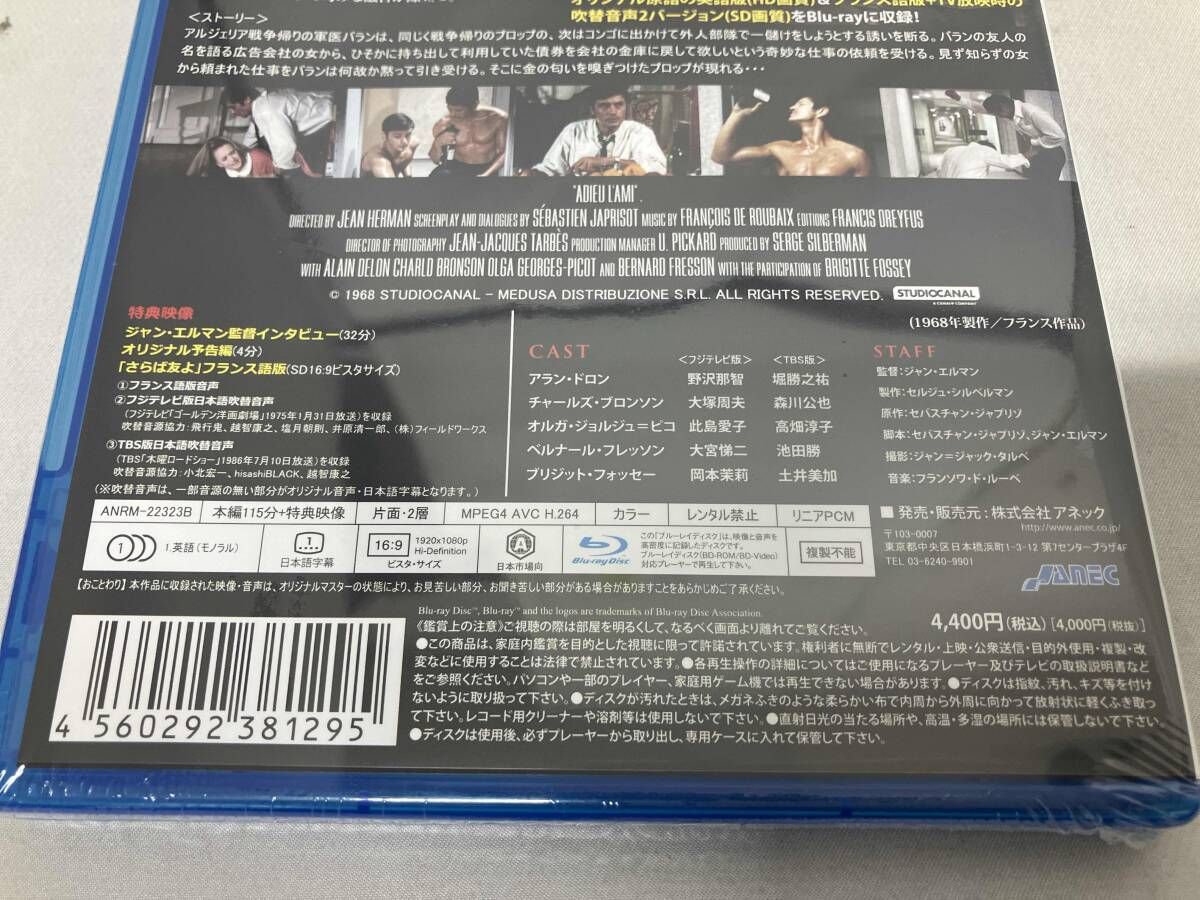 オリジナル原語の英語版(HD画質)&フランス語版+TV放映時の
吹替音声2バージョン(SD画質)をBlu-rayに収録!
<ストーリー>
アルジェリア戦争帰りの軍医バランは、同じく戦争帰りのプロップの、次はコンゴに出かけて外人部隊で一儲けをしようとする誘いを断る。バランの友人の
名を語る広告会社の女から、ひそかに持ち出して利用していた債券を会社の金庫に戻して欲しいという奇妙な仕事の依頼を受ける。見ず知らずの女
から頼まれた仕事をバランは何故か黙って引き受ける。そこに金の匂いを嗅ぎつけたプロップが現れる・・・
"ADIEU L'AMI"
DIRECTED BY JEAN HERMAN SCREENPLAY AND DIALOGUES BY SÉBASTIEN JAPRISOT MUSIC BY FRANÇOIS DE ROUBAIX EDITIONS FRANCIS DREYFUS
DIRECTOR OF PHOTOGRAPHY JEAN-JACQUES TARBÈS PRODUCTION MANAGER U. PICKARD PRODUCED BY SERGE SILBERMAN
WITH ALAIN DELON CHARLD BRONSON OLGA GEORGES-PICOT AND BERNARD FRESSON WITH THE PARTICIPATION OF BRIGITTE FOSSEY
© 1968 STUDIOCANAL – MEDUSA DISTRIBUZIONE S.R.L. ALL RIGHTS RESERVED. STUDIOCANAL
A CANAL+ COMPANY
特典映像
ジャン・エルマン監督インタビュー(32分)
オリジナル予告編(4分)
「さらば友よ」フランス語版(SD16:9ビスタサイズ)
①フランス語版音声
②フジテレビ版日本語吹替音声
(フジテレビ「ゴールデン洋画劇場」1975年1月31日放送)を収録
吹替音源協力:飛行鬼、越智康之、塩月朝則、井原清一郎、(株)フィールドワークス
③TBS版日本語吹替音声
(TBS「木曜ロードショー」1986年7月10日放送)を収録
吹替音源協力:小北宏一、hisashiBLACK、越智康之
(※吹替音声は、一部音源の無い部分がオリジナル音声・日本語字幕となります。)
(1968年製作/フランス作品)
CAST <フジテレビ版> <TBS版>
アラン・ドロン 野沢那智 堀勝之祐
チャールズ・ブロンソン 大塚周夫 森川公也
オルガ・ジョルジュ=ピコ 此島愛子 高畑淳子
ベルナール・フレッソン 大宮悌二 池田勝
ブリジット・フォッセー 岡本茉莉 土井美加
STAFF
監督:ジャン・エルマン
製作:セルジュ・シルベルマン
原作:セバスチャン・ジャプリゾ
脚本:セバスチャン・ジャプリゾ、ジャン・エルマン
撮影:ジャン=ジャック・タルベ
音楽:フランソワ・ド・ルーベ
ANRM-22323B 本編115分+特典映像 片面・2層 MPEG4 AVC H.264 カラー レンタル禁止 リニアPCM
1.英語(モノラル) 1 日本語字幕 16:9 1920x1080p Hi-Definition ビスタ・サイズ A 日本市場向 Blu-ray Disc
この「ブルーレイディスク」は、映像と音声を
高密度に記録したディスクです。
ブルーレイディスク(BD-ROM/BD-Video)
対応プレーヤーで再生してください。
複製不能
■ 発売・販売元:株式会社 アネック
http://www.anec.co.jp/
〒103-0007
東京都中央区日本橋浜町1-3-12 第7センタープラザ4F
TEL 03-6240-9901
ANEC
【おことわり】本作品に収録された映像・音声は、オリジナルマスターの状態により、お見苦しい部分、お聞き苦しい部分がある場合がありますことをあらかじめご了承ください。
Blu-ray Disc™, Blu-ray™ and the logos are trademarks of Blu-ray Disc Association.
4,400円(税込)[4,000円(税抜)]
《鑑賞上の注意》ご視聴の際は部屋を明るくして、なるべく画面より離れてご覧ください。
●この商品は、家庭内鑑賞を目的とした視聴に限って許諾されています。権利者に無断でレンタル・上映・公衆送信・目的外使用・複製・改
変などに使用することは法律で禁止されています。●各再生操作の詳細についてはご使用になるプレーヤー及びテレビの取扱説明書など
をご参照ください。パソコンや一部のプレイヤー、家庭用ゲーム機では再生できない場合があります。●ディスクは指紋、汚れ、キズ等を付け
ないように取り扱って下さい。●ディスクが汚れたときは、メガネふきのような柔らかい布で内周から外周に向かって放射状に軽くふき取っ
て下さい。レコード用クリーナーや溶剤等は使用しないで下さい。●直射日光の当たる場所や、高温・多湿の場所には保管しないで下さい。
●ディスクは使用後、必ずプレーヤーから取り出し、専用ケースに入れて保管して下さい。
4 560292 381295